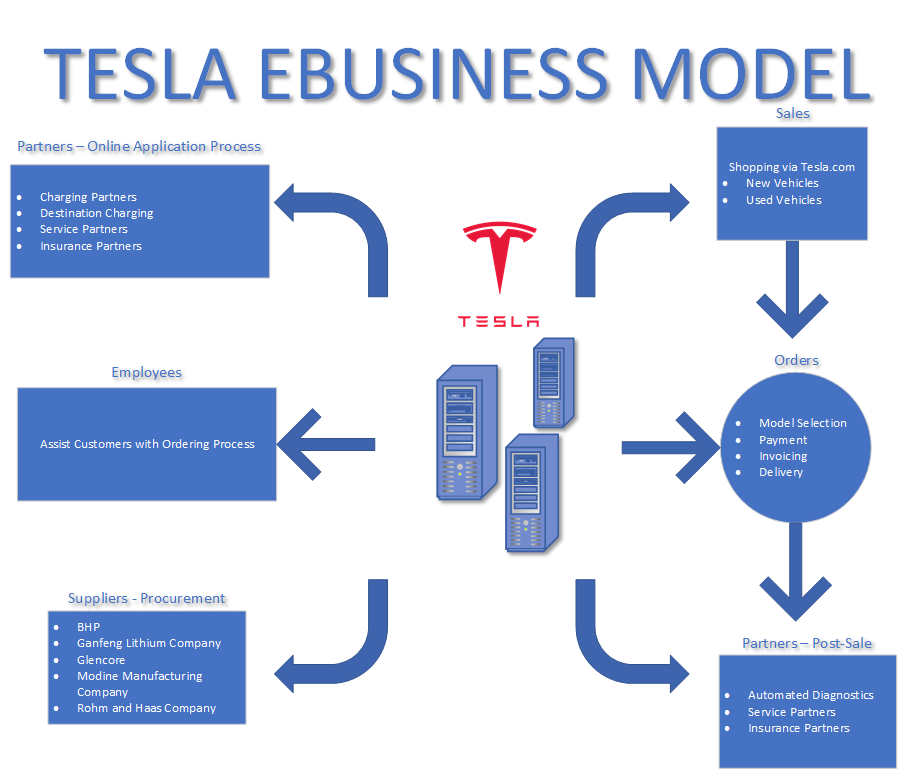 TESLA EBUSINESS MODEL
Partners – Online Application Process
• Charging Partners
• Destination Charging
• Service Partners
• Insurance Partners
Sales
Shopping via Tesla.com
• New Vehicles
• Used Vehicles
TESLA
Employees
Assist Customers with Ordering Process
Orders
• Model Selection
• Payment
• Invoicing
• Delivery
Suppliers - Procurement
• BHP
• Ganfeng Lithium Company
• Glencore
• Modine Manufacturing
Company
• Rohm and Haas Company
Partners – Post-Sale
• Automated Diagnostics
• Service Partners
• Insurance Partners